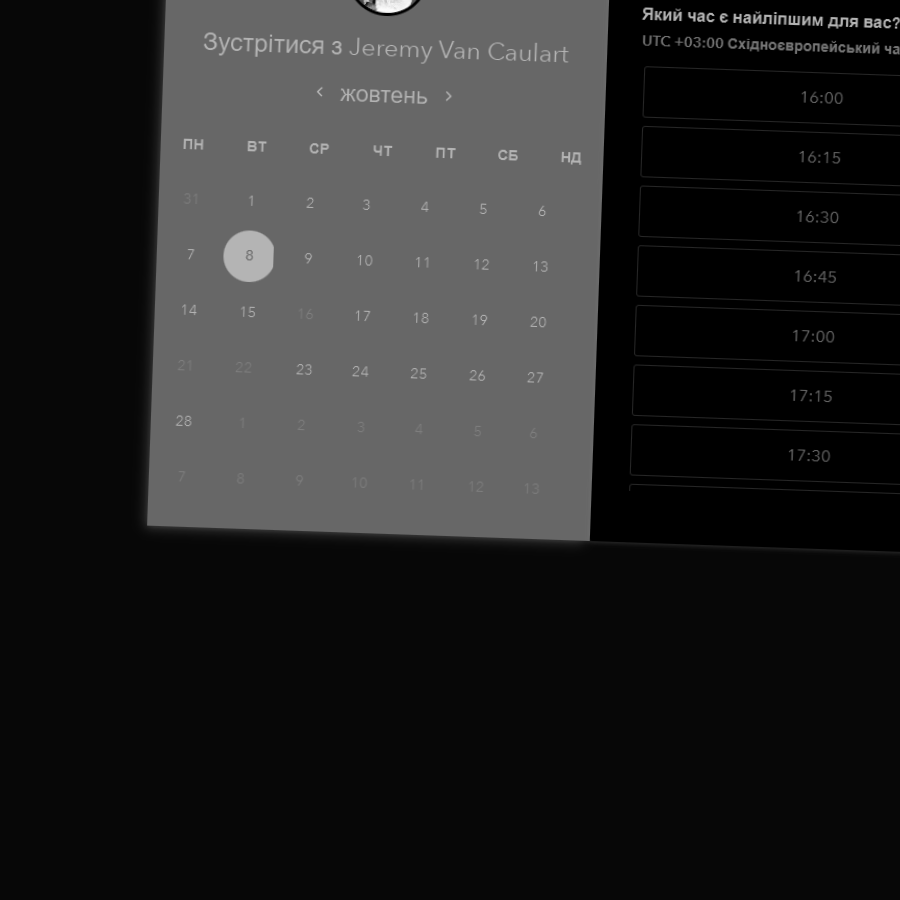 Зустрітися з Jeremy Van Caulart
жовтень
ПН ВТ СР ЧТ ПТ СБ НД
31 1 2 3 4 5 6
7 8 9 10 11 12 13
14 15 16 17 18 19 20
21 22 23 24 25 26 27
28 1 2 3 4 5 6
7 8 9 10 11 12 13
Який час є найліпшим для вас?
UTC +03:00 Східноєвропейський
16:00
16:15
16:30
16:45
17:00
17:15
17:30